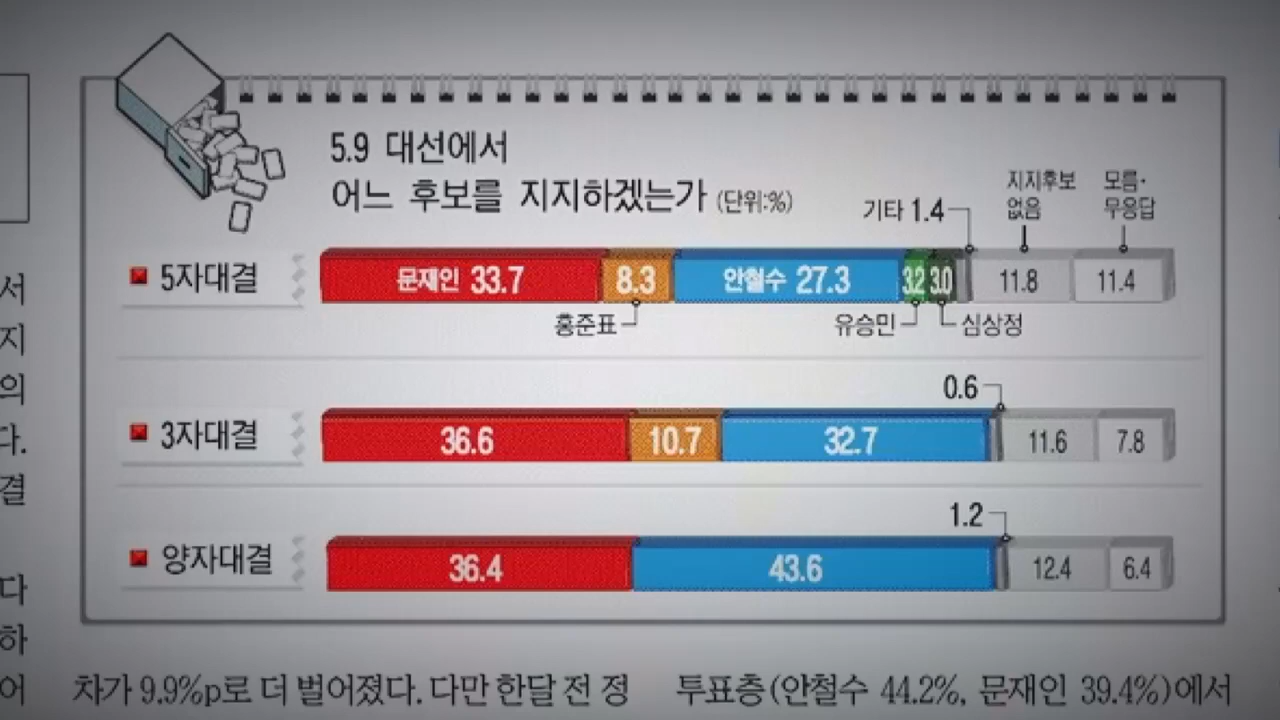 5.9 대선에서
어느 후보를 지지하겠는가 (단위:%)
기타 1.4
지지후보 없음
모름· 무응답
5자대결
문재인 33.7
8.3
안철수 27.3
3.2
3.0
11.8
11.4
홍준표
유승민
심상정
0.6
3자대결
36.6
10.7
32.7
11.6
7.8
1.2
양자대결
36.4
43.6
12.4
6.4
서
지
의
다.
결
다
하
어
차가 9.9%p로 더 벌어졌다. 다만 한달 전 정
투표층(안철수 44.2%, 문재인 39.4%)에서